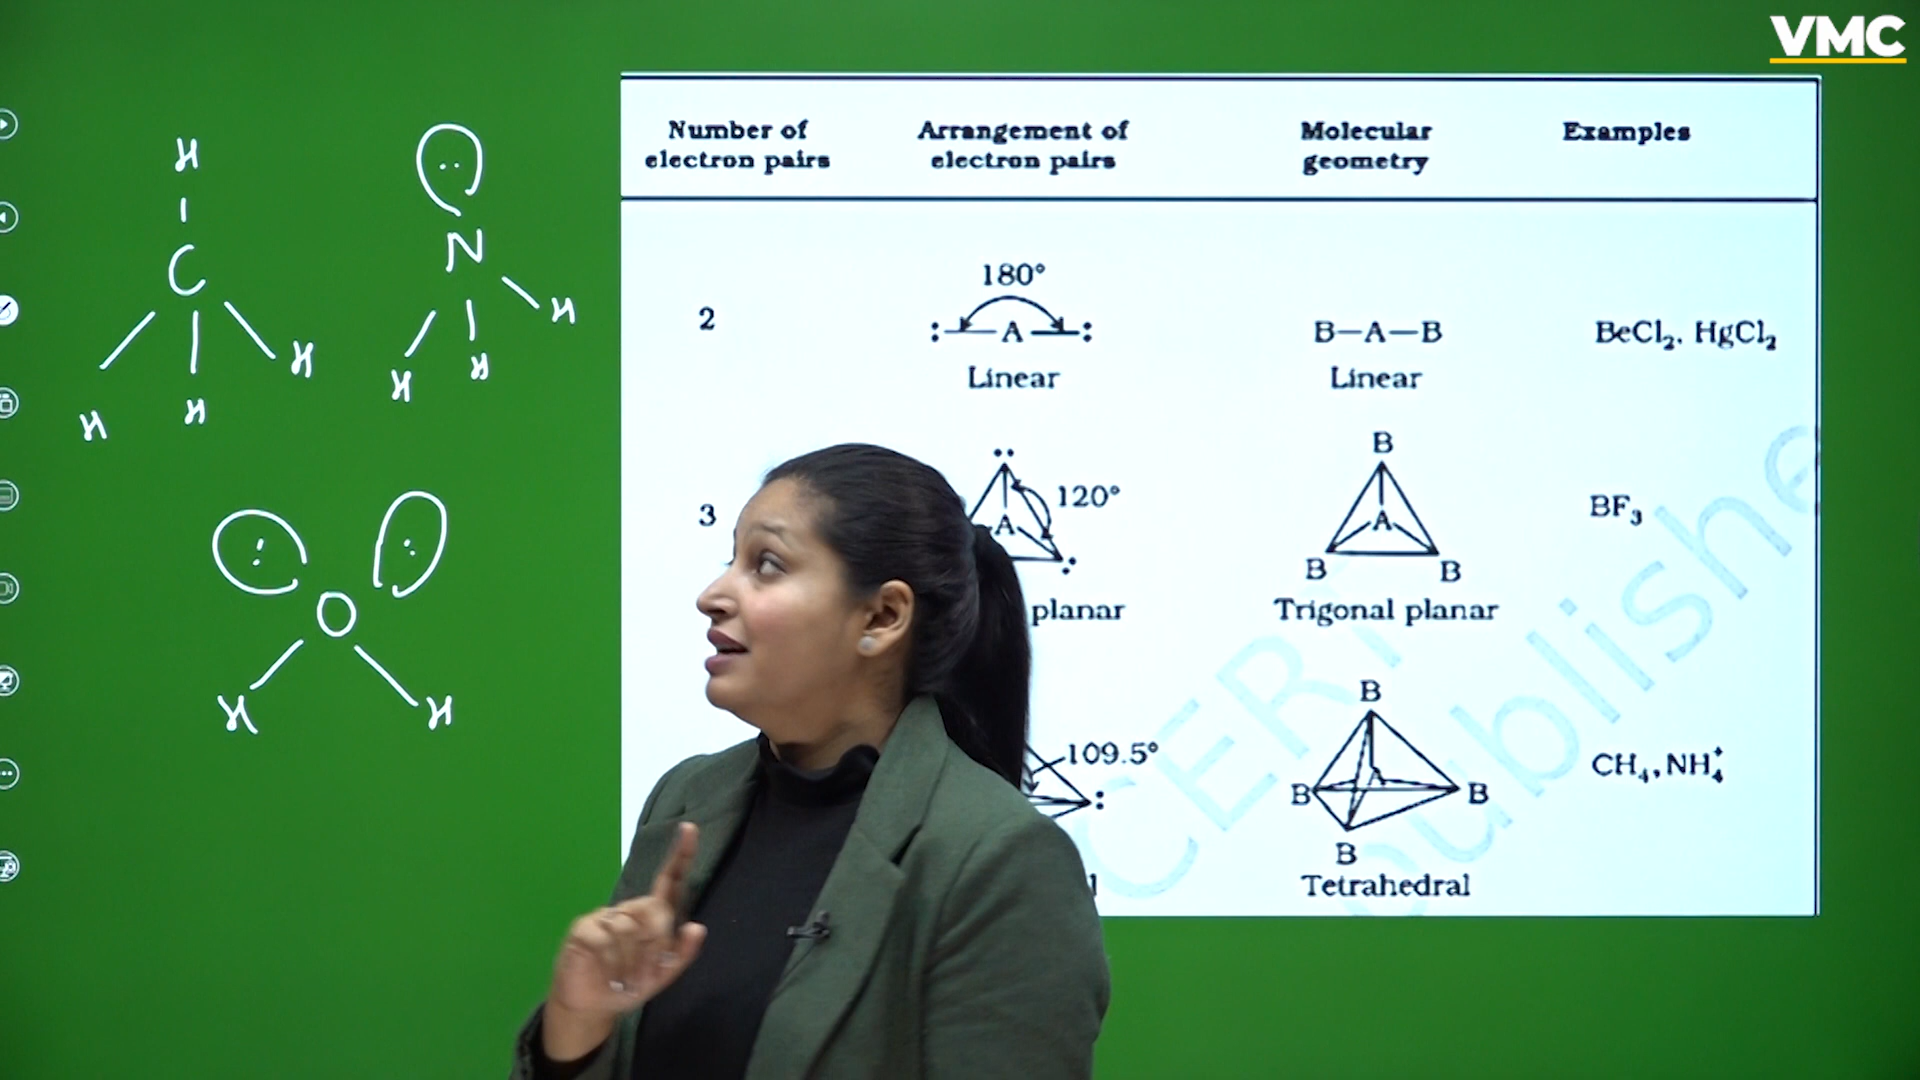 VMC
H
C
H
H
H
N
H
H
H
O
H
H
Number of electron pairs
Arrangement of electron pairs
Molecular geometry
Examples
2
180°
:—A—:
Linear
B—A—B
Linear
BeCl₂, HgCl₂
3
120°
A
planar
B
A
B
B
Trigonal planar
BF₃
109.5°
B
B
B
B
Tetrahedral
CH₄, NH₄⁺